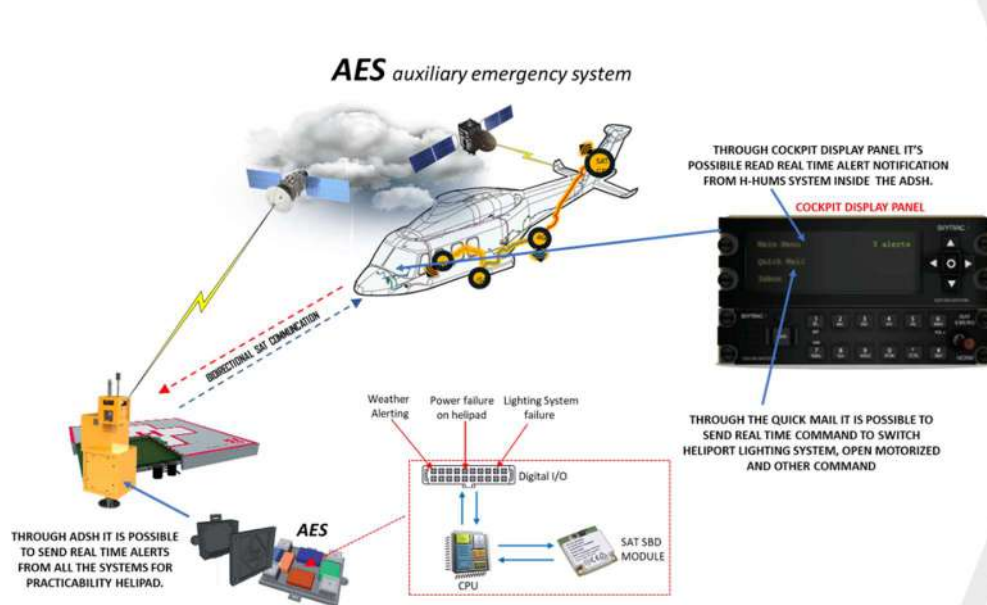 AES auxiliary emergency system
THROUGH COCKPIT DISPLAY PANEL IT'S
POSSIBILE READ REAL TIME ALERT NOTIFICATION
FROM H-HUMS SYSTEM INSIDE THE ADSH.
COCKPIT DISPLAY PANEL
SKYTRAC
Main Menu
Quick Mail
Inbox
SAT
BIDIRECTIONAL SAT COMMUNICATION
Weather
Alerting
Power failure
on helipad
Lighting System
failure
Digital I/O
CPU
SAT SBD
MODULE
THROUGH THE QUICK MAIL IT IS POSSIBLE TO
SEND REAL TIME COMMAND TO SWITCH
HELIPORT LIGHTING SYSTEM, OPEN MOTORIZED
AND OTHER COMMAND
THROUGH ADSH IT IS POSSIBLE
TO SEND REAL TIME ALERTS
FROM ALL THE SYSTEMS FOR
PRACTICABILITY HELIPAD.
AES